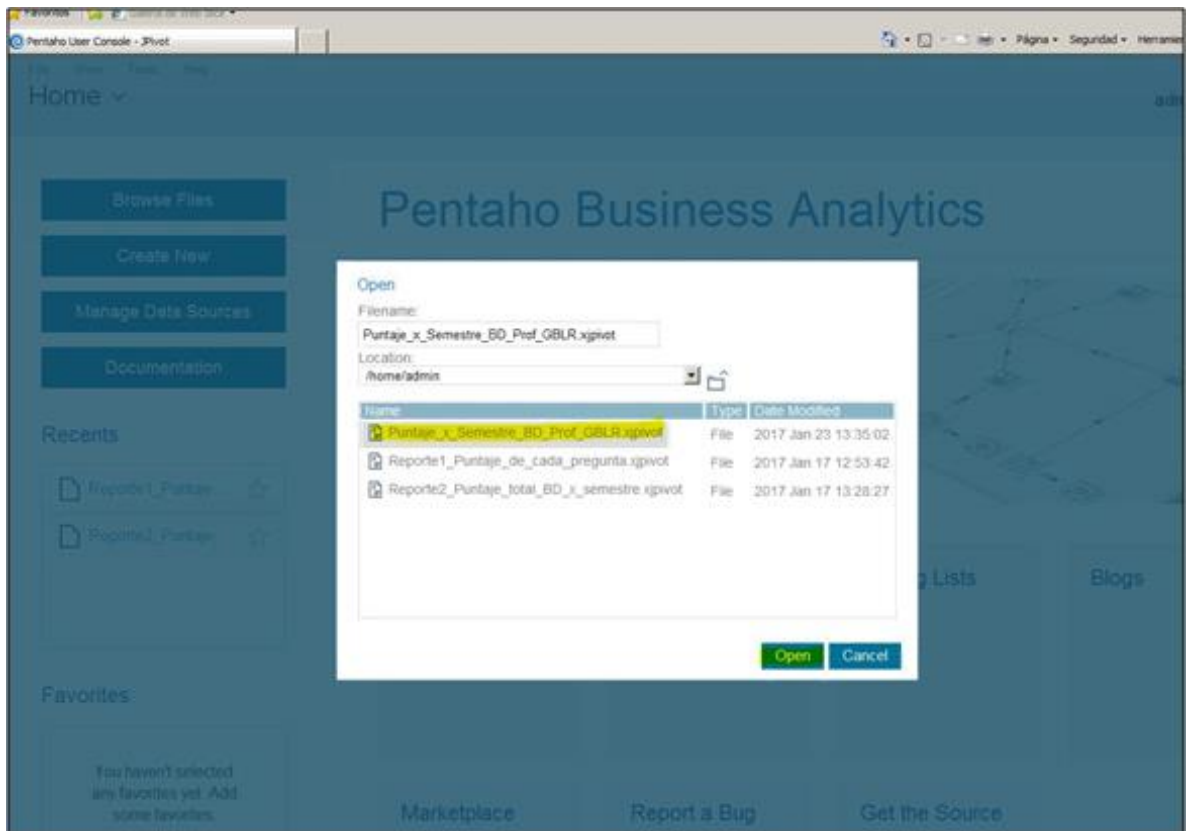 Favoritos
Pentaho User Console - JPivot
Página Seguridad
Home
Browse Files
Pentaho Business Analytics
Create New
Manage Data Sources
Documentation
Open
Filename:
Puntaje_x_Semestre_BD_Prof_GBLR.xjpivot
Location:
/home/admin
Name Type Date Modified
Puntaje_x_Semestre_BD_Prof_GBLR.xjpivot File 2017 Jan 23 13:35:02
Reporte1_Puntaje_de_cada_pregunta.xjpivot File 2017 Jan 17 12:53:42
Reporte2_Puntaje_total_BD_x_semestre.xjpivot File 2017 Jan 17 13:28:27
Open Cancel
Recents
Reporte1_Puntaje
Reporte2_Puntaje
Lists
Blogs
Favorites
You haven't selected
any favorites yet. Add
some favorites.
Marketplace
Report a Bug
Get the Source